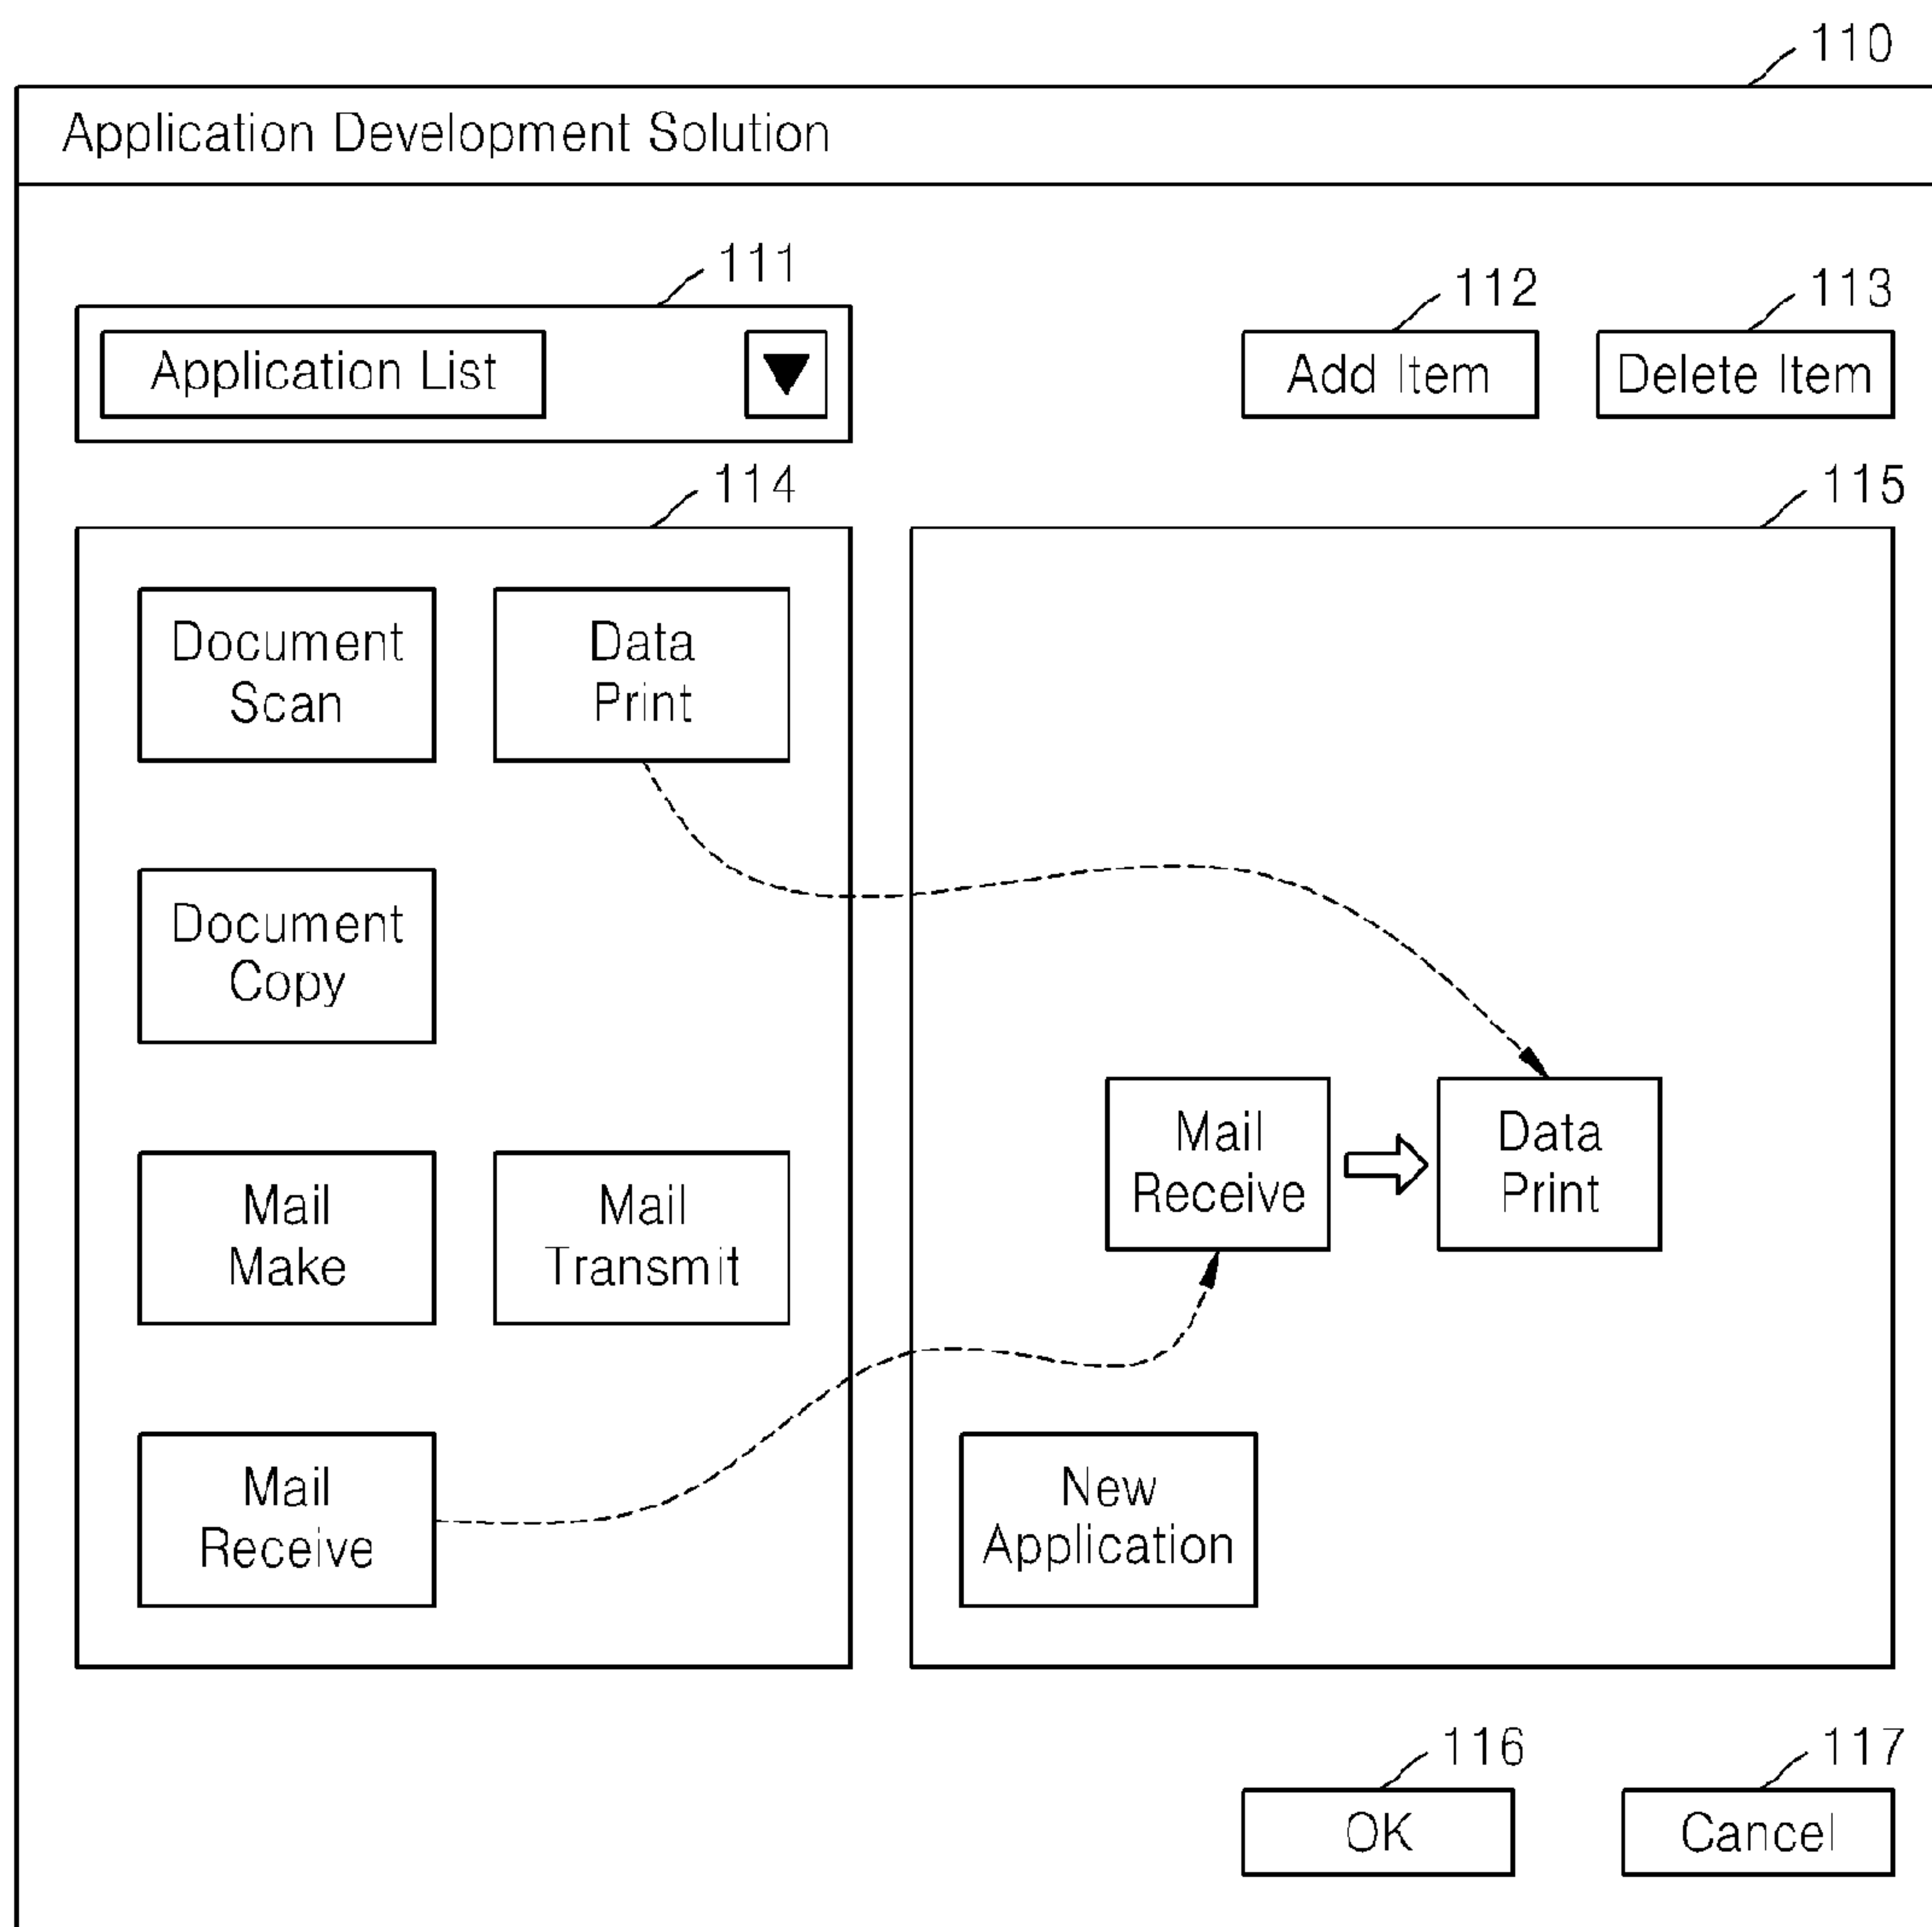 110
Application Development Solution
111
112
113
Application List
Add Item
Delete Item
114
115
Document
Scan
Data
Print
Document
Copy
Mail
Make
Mail
Transmit
Mail
Receive
Mail
Receive
Data
Print
New
Application
116
117
OK
Cancel